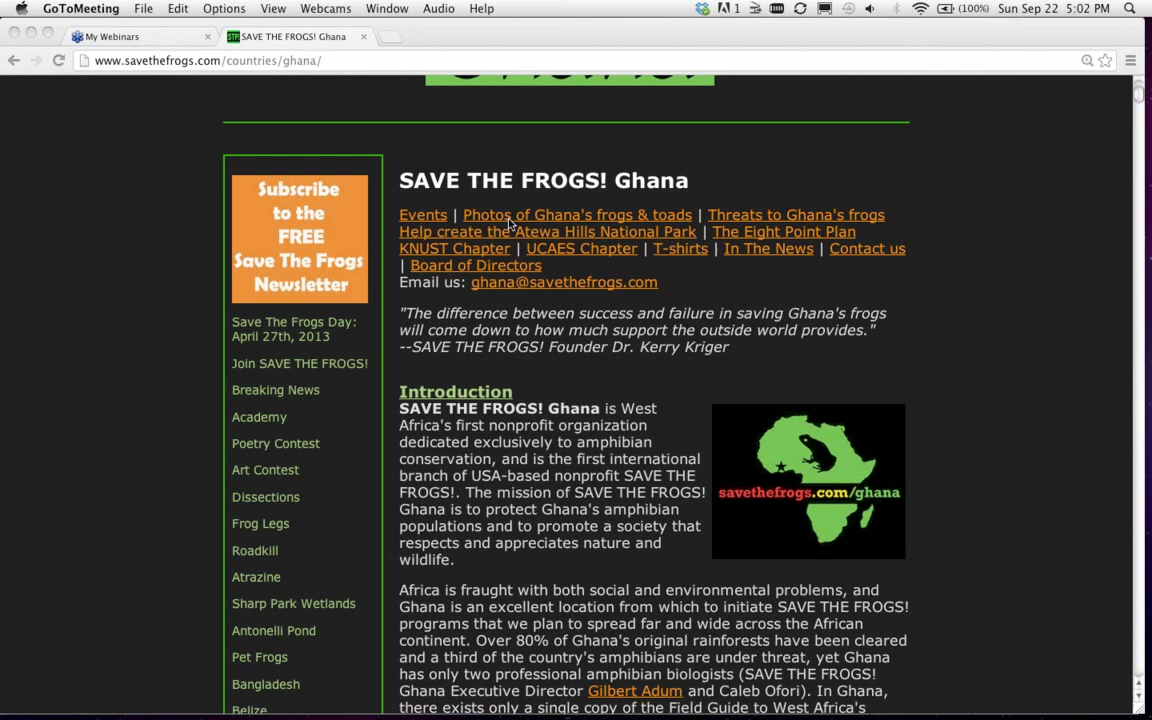 GoToMeeting File Edit Options View Webcams Window Audio Help 1 (100%) Sun Sep 22 5:02 PM
My Webinars × STF SAVE THE FROGS! Ghana ×
www.savethefrogs.com/countries/ghana/
SAVE THE FROGS! Ghana
Events | Photos of Ghana's frogs & toads | Threats to Ghana's frogs
Help create the Atewa Hills National Park | The Eight Point Plan
KNUST Chapter | UCAES Chapter | T-shirts | In The News | Contact us
| Board of Directors
Email us: ghana@savethefrogs.com
"The difference between success and failure in saving Ghana's frogs
will come down to how much support the outside world provides."
--SAVE THE FROGS! Founder Dr. Kerry Kriger
Introduction
SAVE THE FROGS! Ghana is West
Africa's first nonprofit organization
dedicated exclusively to amphibian
conservation, and is the first international
branch of USA-based nonprofit SAVE THE
FROGS!. The mission of SAVE THE FROGS!
Ghana is to protect Ghana's amphibian
populations and to promote a society that
respects and appreciates nature and
wildlife.
savethefrogs.com/ghana
Africa is fraught with both social and environmental problems, and
Ghana is an excellent location from which to initiate SAVE THE FROGS!
programs that we plan to spread far and wide across the African
continent. Over 80% of Ghana's original rainforests have been cleared
and a third of the country's amphibians are under threat, yet Ghana
has only two professional amphibian biologists (SAVE THE FROGS!
Ghana Executive Director Gilbert Adum and Caleb Ofori). In Ghana,
there exists only a single copy of the Field Guide to West Africa's
Subscribe
to the
FREE
Save The Frogs
Newsletter
Save The Frogs Day:
April 27th, 2013
Join SAVE THE FROGS!
Breaking News
Academy
Poetry Contest
Art Contest
Dissections
Frog Legs
Roadkill
Atrazine
Sharp Park Wetlands
Antonelli Pond
Pet Frogs
Bangladesh
Belize